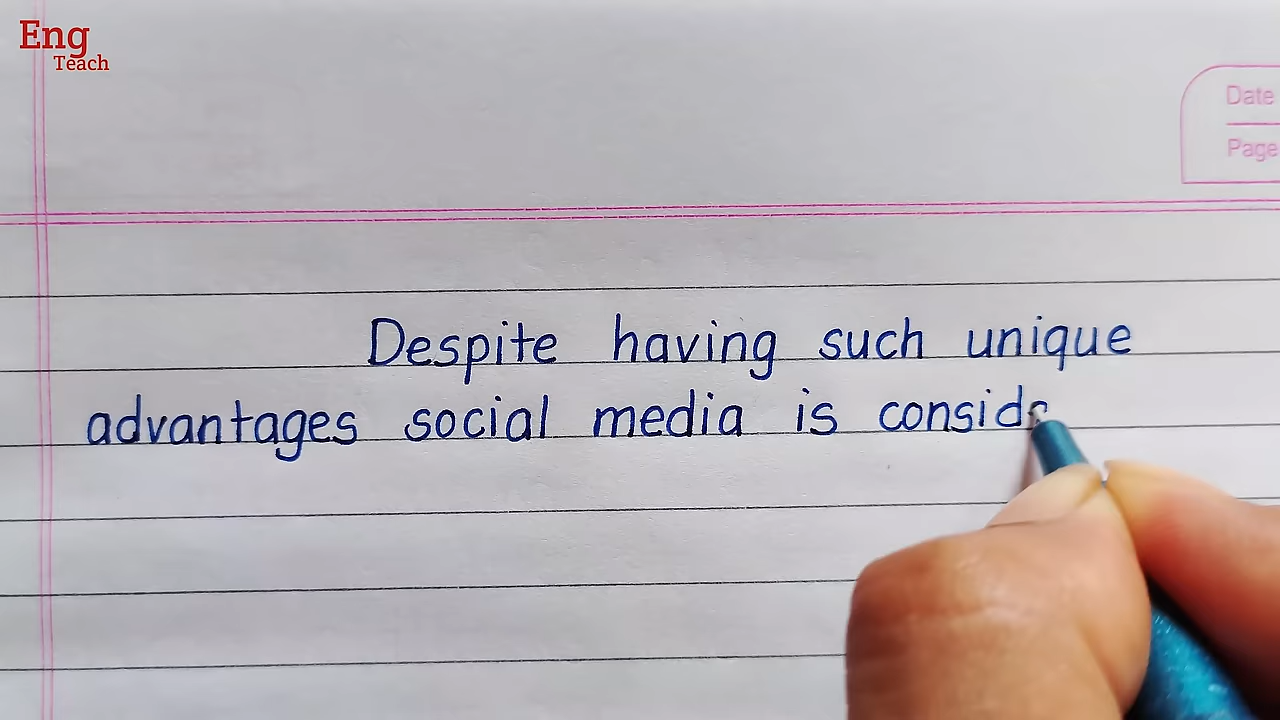 Eng
Teach
Date
Page
Despite having such unique
advantages social media is consid